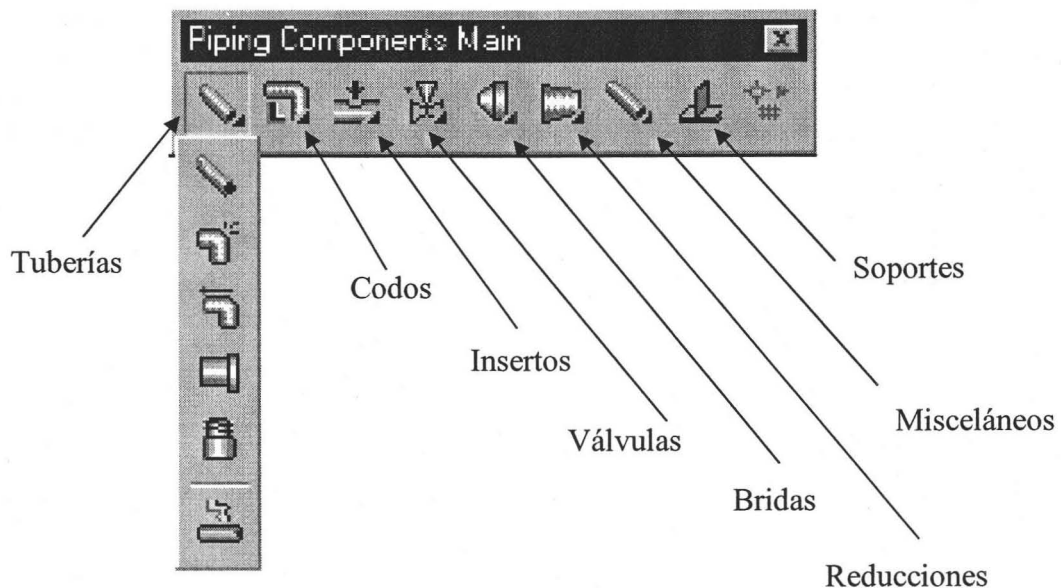 Piping Components Main
Tuberías
Codos
Insertos
Válvulas
Bridas
Reducciones
Misceláneos
Soportes